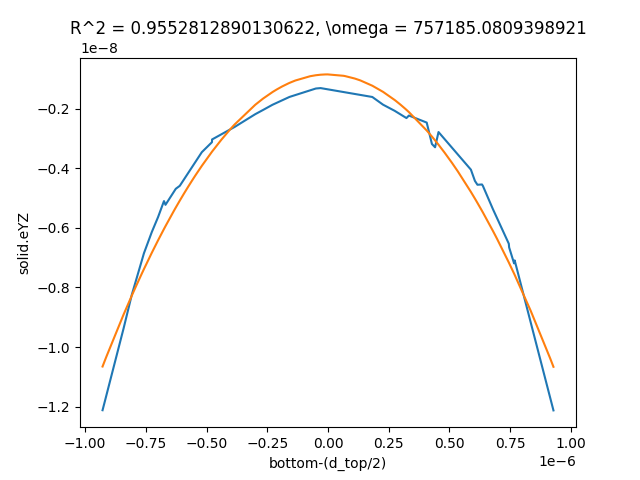 R^2 = 0.9552812890130622, \omega = 757185.0809398921
1e−8
−0.2
−0.4
−0.6
−0.8
−1.0
−1.2
solid.eYZ
−1.00 −0.75 −0.50 −0.25 0.00 0.25 0.50 0.75 1.00
bottom-(d_top/2)
1e−6